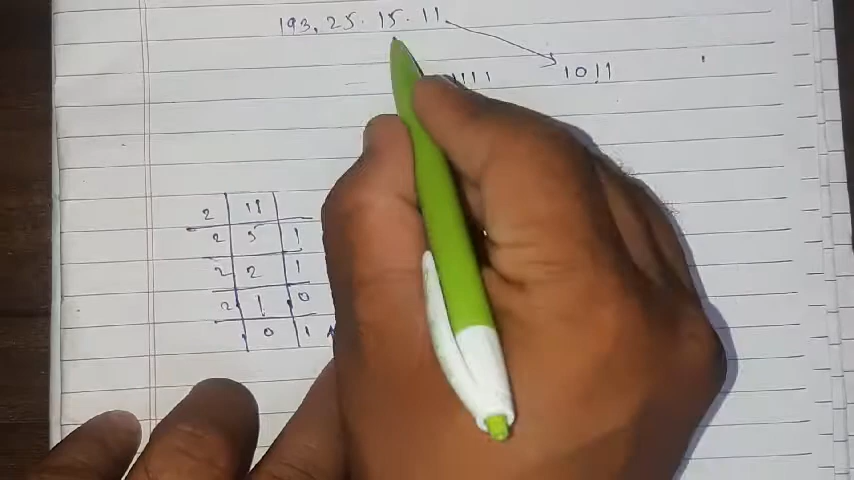 193.25.15.11
1011
1111
2 11
2 5 1
2 2 1
2 1 0
0 1